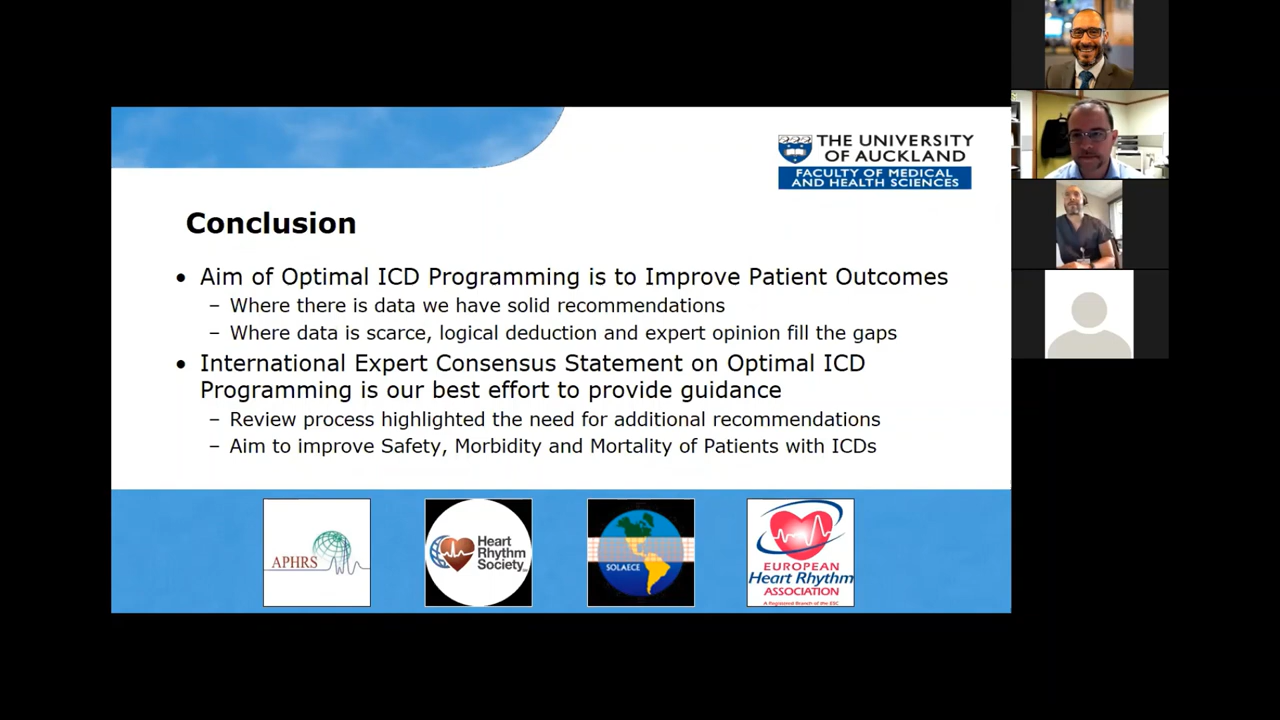 THE UNIVERSITY
OF AUCKLAND
FACULTY OF MEDICAL
AND HEALTH SCIENCES
Conclusion
• Aim of Optimal ICD Programming is to Improve Patient Outcomes
– Where there is data we have solid recommendations
– Where data is scarce, logical deduction and expert opinion fill the gaps
• International Expert Consensus Statement on Optimal ICD
Programming is our best effort to provide guidance
– Review process highlighted the need for additional recommendations
– Aim to improve Safety, Morbidity and Mortality of Patients with ICDs
APHRS
Heart
Rhythm
Society
SOLAECE
EUROPEAN
Heart Rhythm
ASSOCIATION
A Registered Branch of the ESC